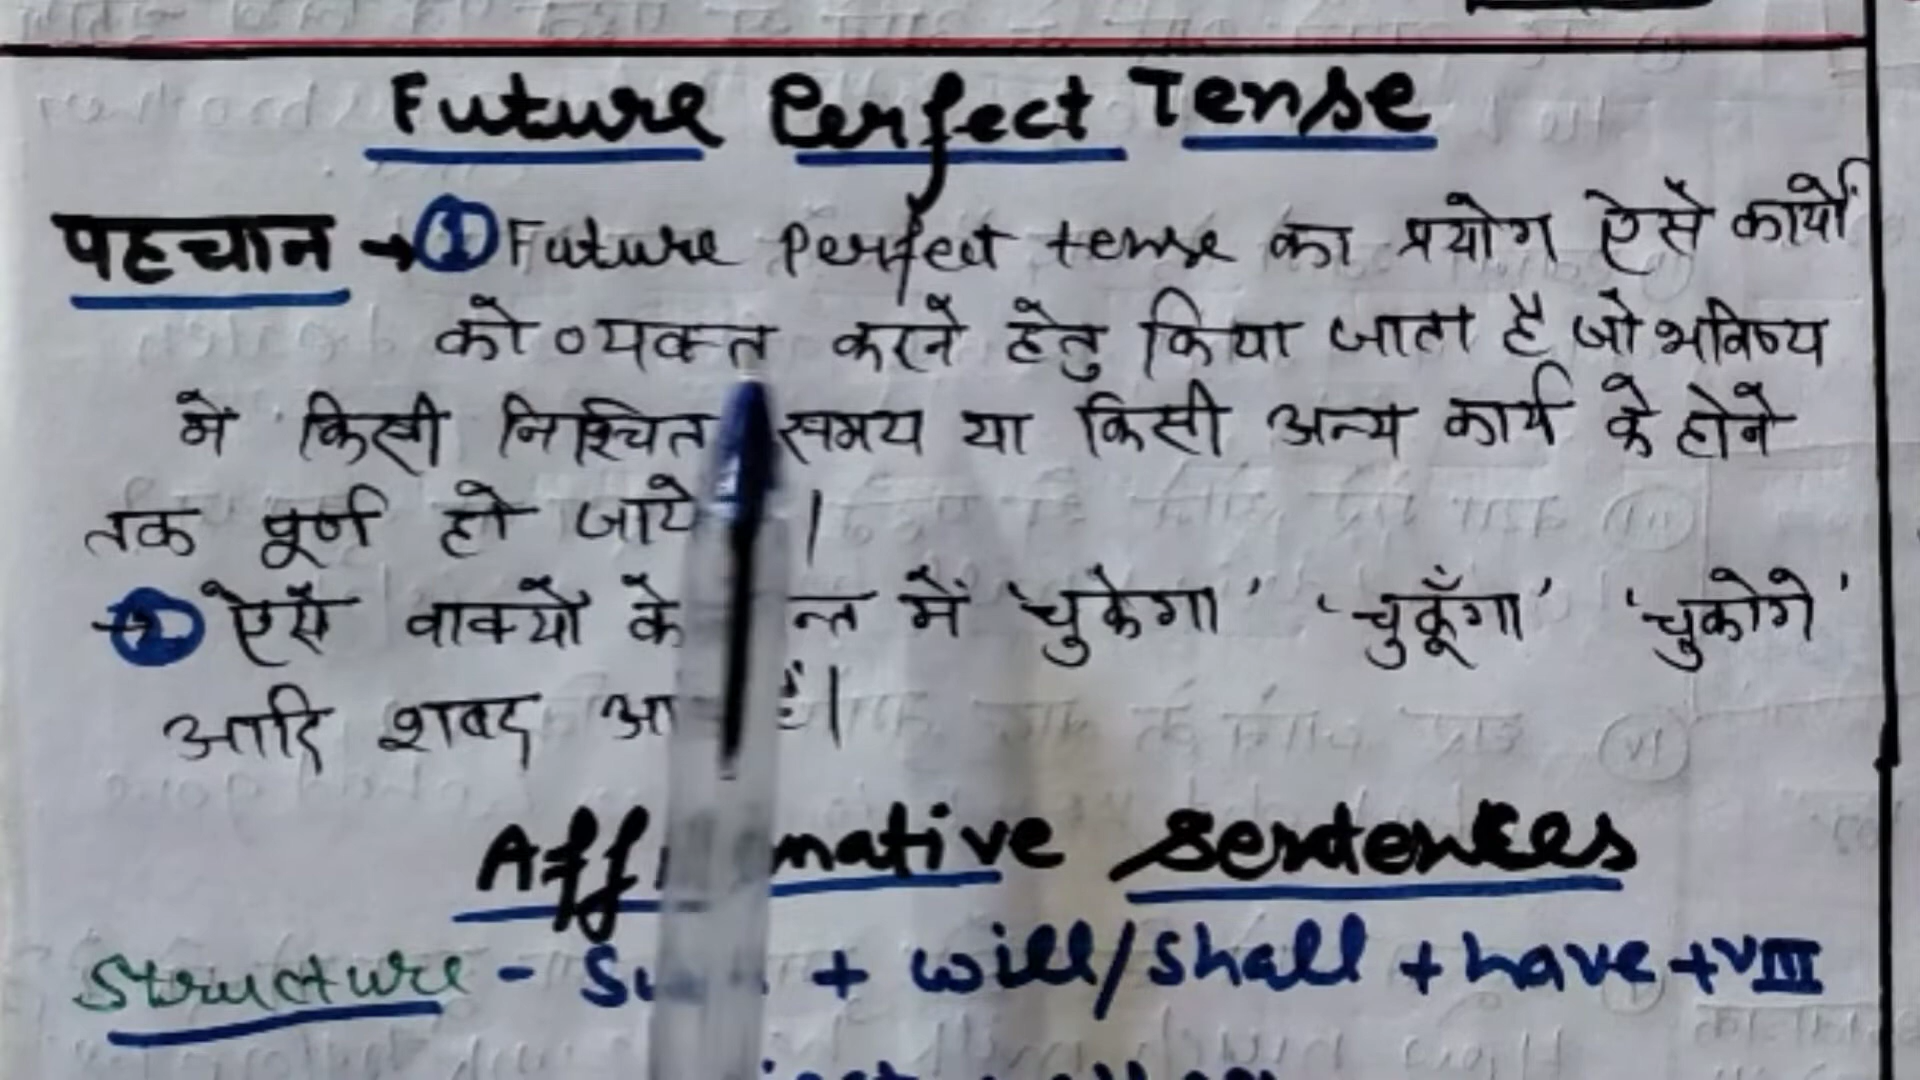 Future Perfect Tense
पहचान → ① Future perfect tense का प्रयोग ऐसे कार्यों
को व्यक्त करने हेतु किया जाता है जो भविष्य
मे किसी निश्चित समय या किसी अन्य कार्य के होने
तक पूर्ण हो जाये ।
→ ② ऐसे वाक्यों के में 'चुकेगा' 'चुकूँगा' 'चुकोगे'
आदि शब्द हैं।
sentences
Structure - + will/shall + have + VIII